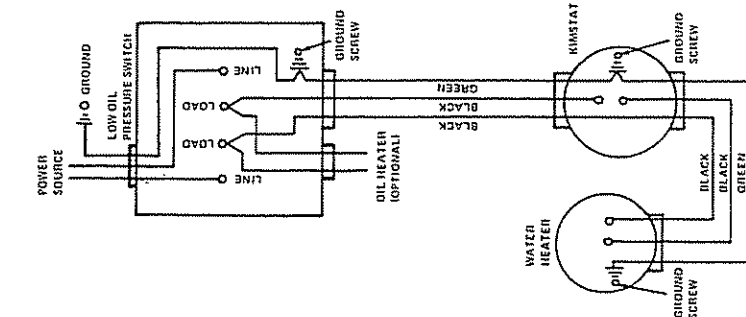 POWER
SOURCE
GROUND
LOW OIL
PRESSURE SWITCH
LINE
LOAD
LOAD
LINE
GROUND
SCREW
OIL HEATER
(OPTIONAL)
GREEN
BLACK
BLACK
KIMSTAT
GROUND
SCREW
WATER
HEATER
GROUND
SCREW
BLACK
BLACK
GREEN